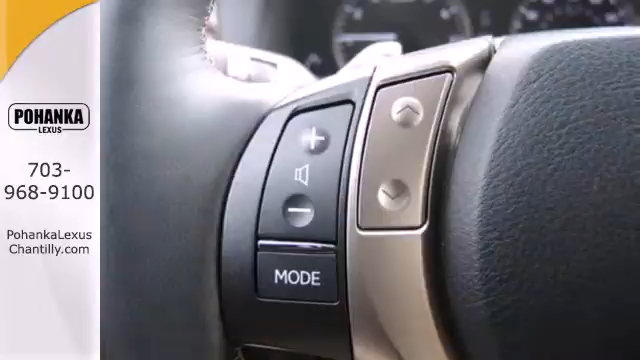 POHANKA
LEXUS
703-
968-9100
PohankaLexus
Chantilly.com
+
−
MODE